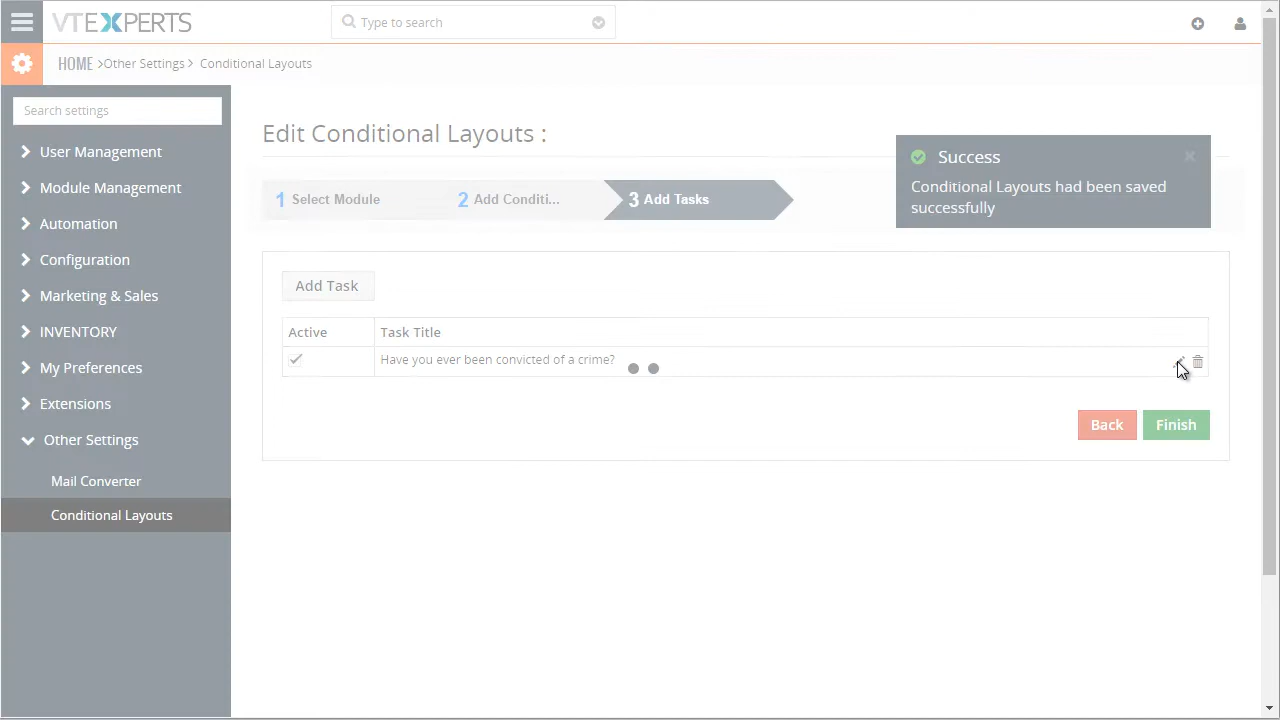 VTEXPERTS
Type to search
HOME >Other Settings > Conditional Layouts
Search settings
User Management
Module Management
Automation
Configuration
Marketing & Sales
INVENTORY
My Preferences
Extensions
Other Settings
Mail Converter
Conditional Layouts
Edit Conditional Layouts :
1 Select Module
2 Add Conditi...
3 Add Tasks
Success
Conditional Layouts had been saved
successfully
Add Task
Active Task Title
Have you ever been convicted of a crime?
Back Finish